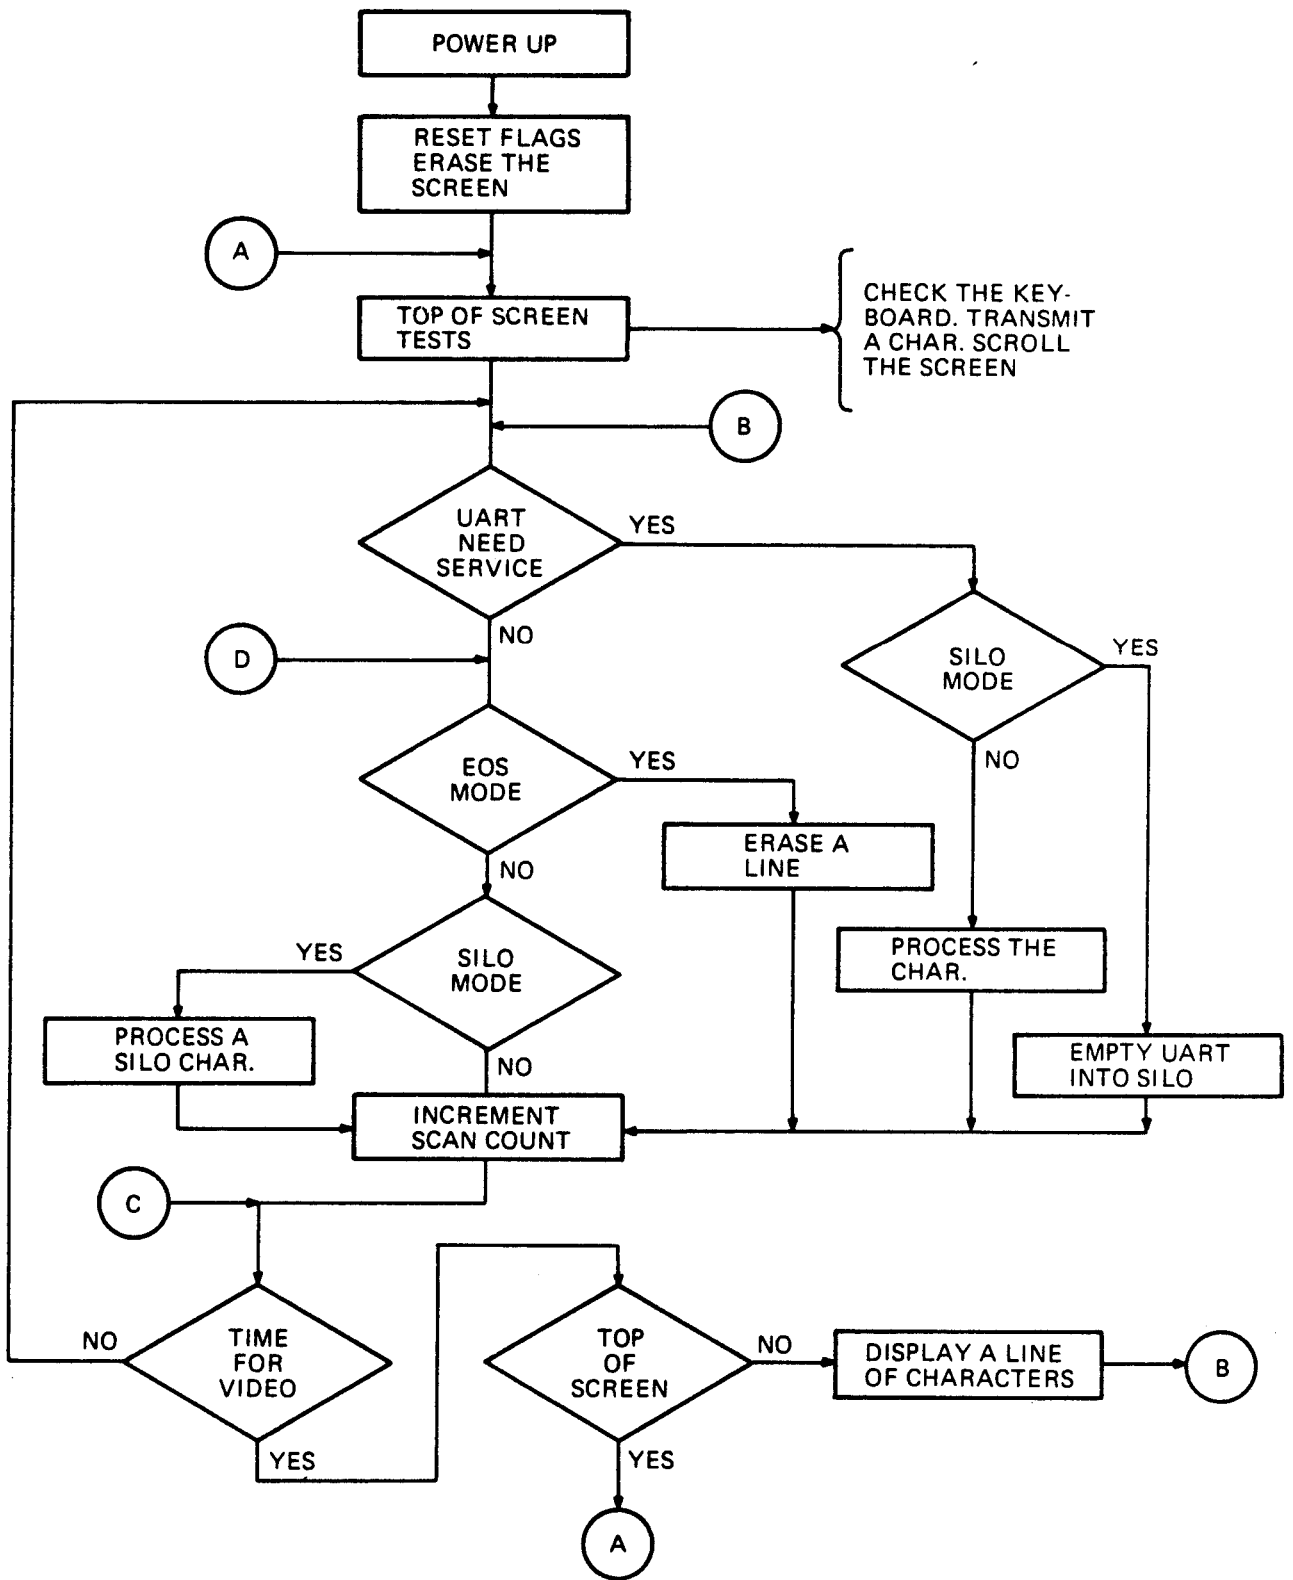 POWER UP
RESET FLAGS
ERASE THE
SCREEN
A
TOP OF SCREEN
TESTS
CHECK THE KEY-
BOARD. TRANSMIT
A CHAR. SCROLL
THE SCREEN
B
UART
NEED
SERVICE
YES
NO
D
SILO
MODE
YES
NO
EOS
MODE
YES
NO
ERASE A
LINE
SILO
MODE
YES
NO
PROCESS THE
CHAR.
PROCESS A
SILO CHAR.
EMPTY UART
INTO SILO
INCREMENT
SCAN COUNT
C
TIME
FOR
VIDEO
NO
YES
TOP
OF
SCREEN
NO
YES
DISPLAY A LINE
OF CHARACTERS
B
A